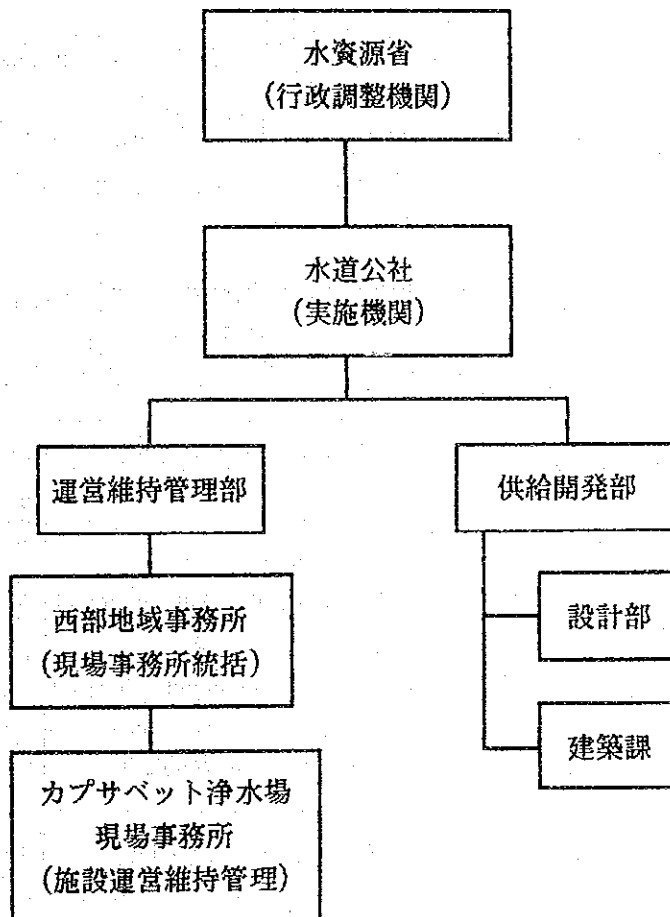 水資源省
(行政調整機関)
水道公社
(実施機関)
運営維持管理部
供給開発部
西部地域事務所
(現場事務所統括)
設計部
建築課
カプサベット浄水場
現場事務所
(施設運営維持管理)